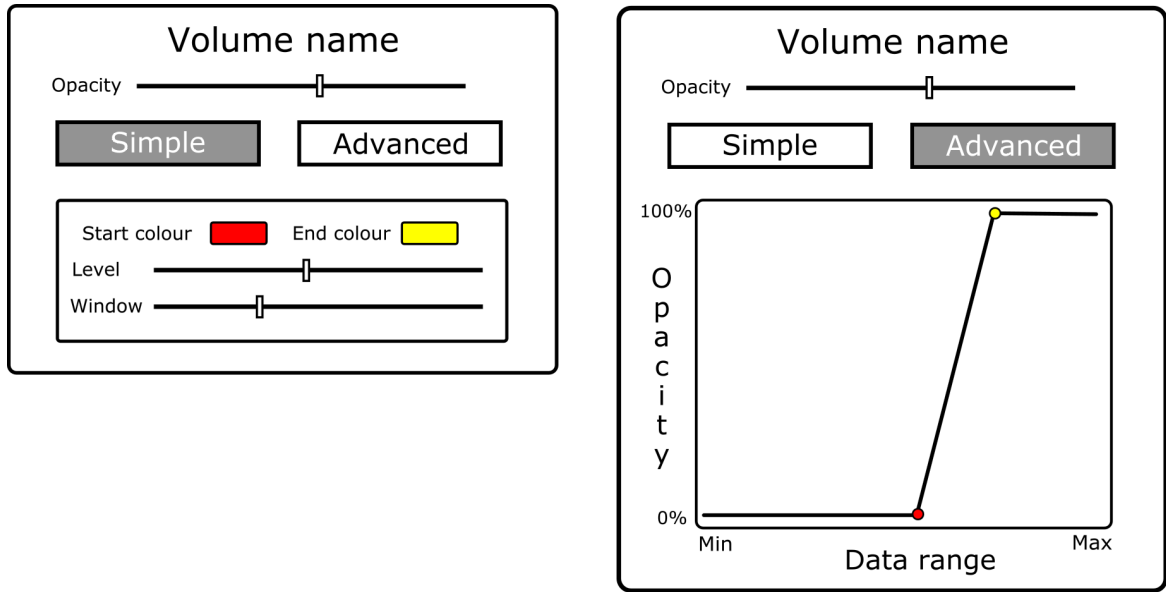 Volume name
Opacity
Simple Advanced
Start colour End colour
Level
Window
Volume name
Opacity
Simple Advanced
100%
Opacity
0%
Min Max
Data range